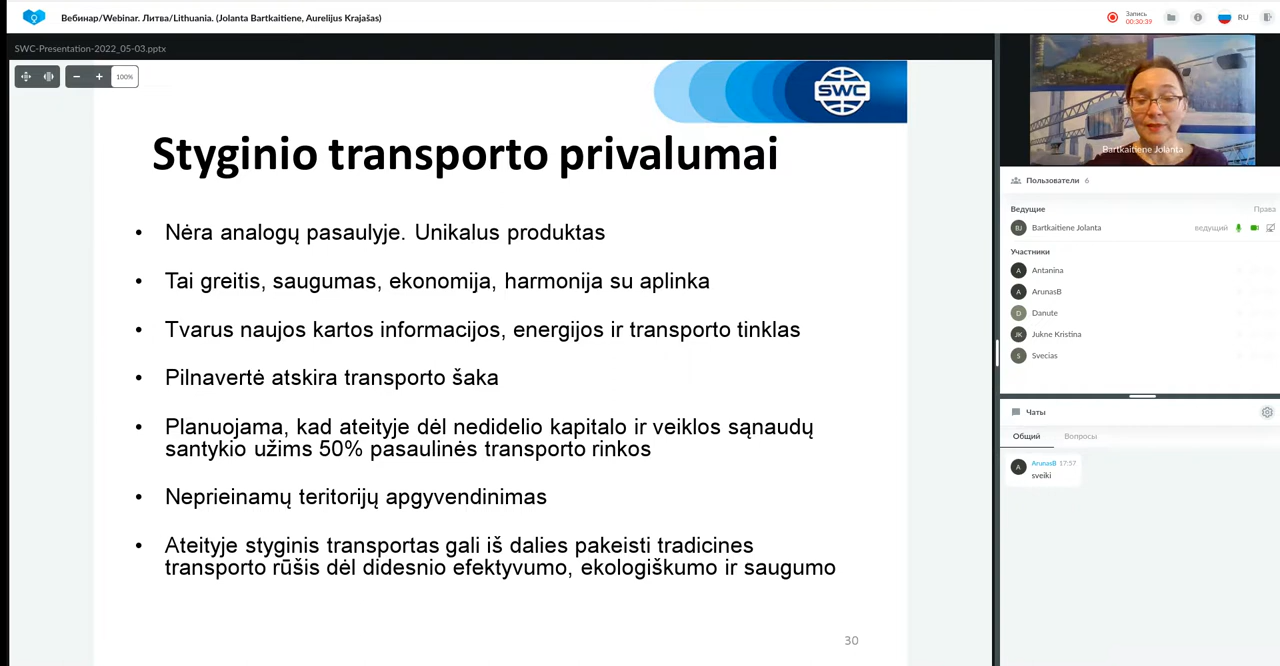 Вебинар/Webinar. Литва/Lithuania. (Jolanta Bartkaitiene, Aurelijus Krajašas)
Запись
00:30:39
RU
SWC-Presentation-2022_05-03.pptx
100%
SWC
Styginio transporto privalumai
• Nėra analogų pasaulyje. Unikalus produktas
• Tai greitis, saugumas, ekonomija, harmonija su aplinka
• Tvarus naujos kartos informacijos, energijos ir transporto tinklas
• Pilnavertė atskira transporto šaka
• Planuojama, kad ateityje dėl nedidelio kapitalo ir veiklos sąnaudų
santykio užims 50% pasaulinės transporto rinkos
• Neprieinamų teritorijų apgyvendinimas
• Ateityje styginis transportas gali iš dalies pakeisti tradicines
transporto rūšis dėl didesnio efektyvumo, ekologiškumo ir saugumo
30
Bartkaitiene Jolanta
Пользователи 6
Ведущие Права
BJ Bartkaitiene Jolanta ведущий
Участники
A Antanina
A ArunasB
D Danute
JK Jukne Kristina
S Svecias
Чаты
Общий Вопросы
A ArunasB 17:57
sveiki